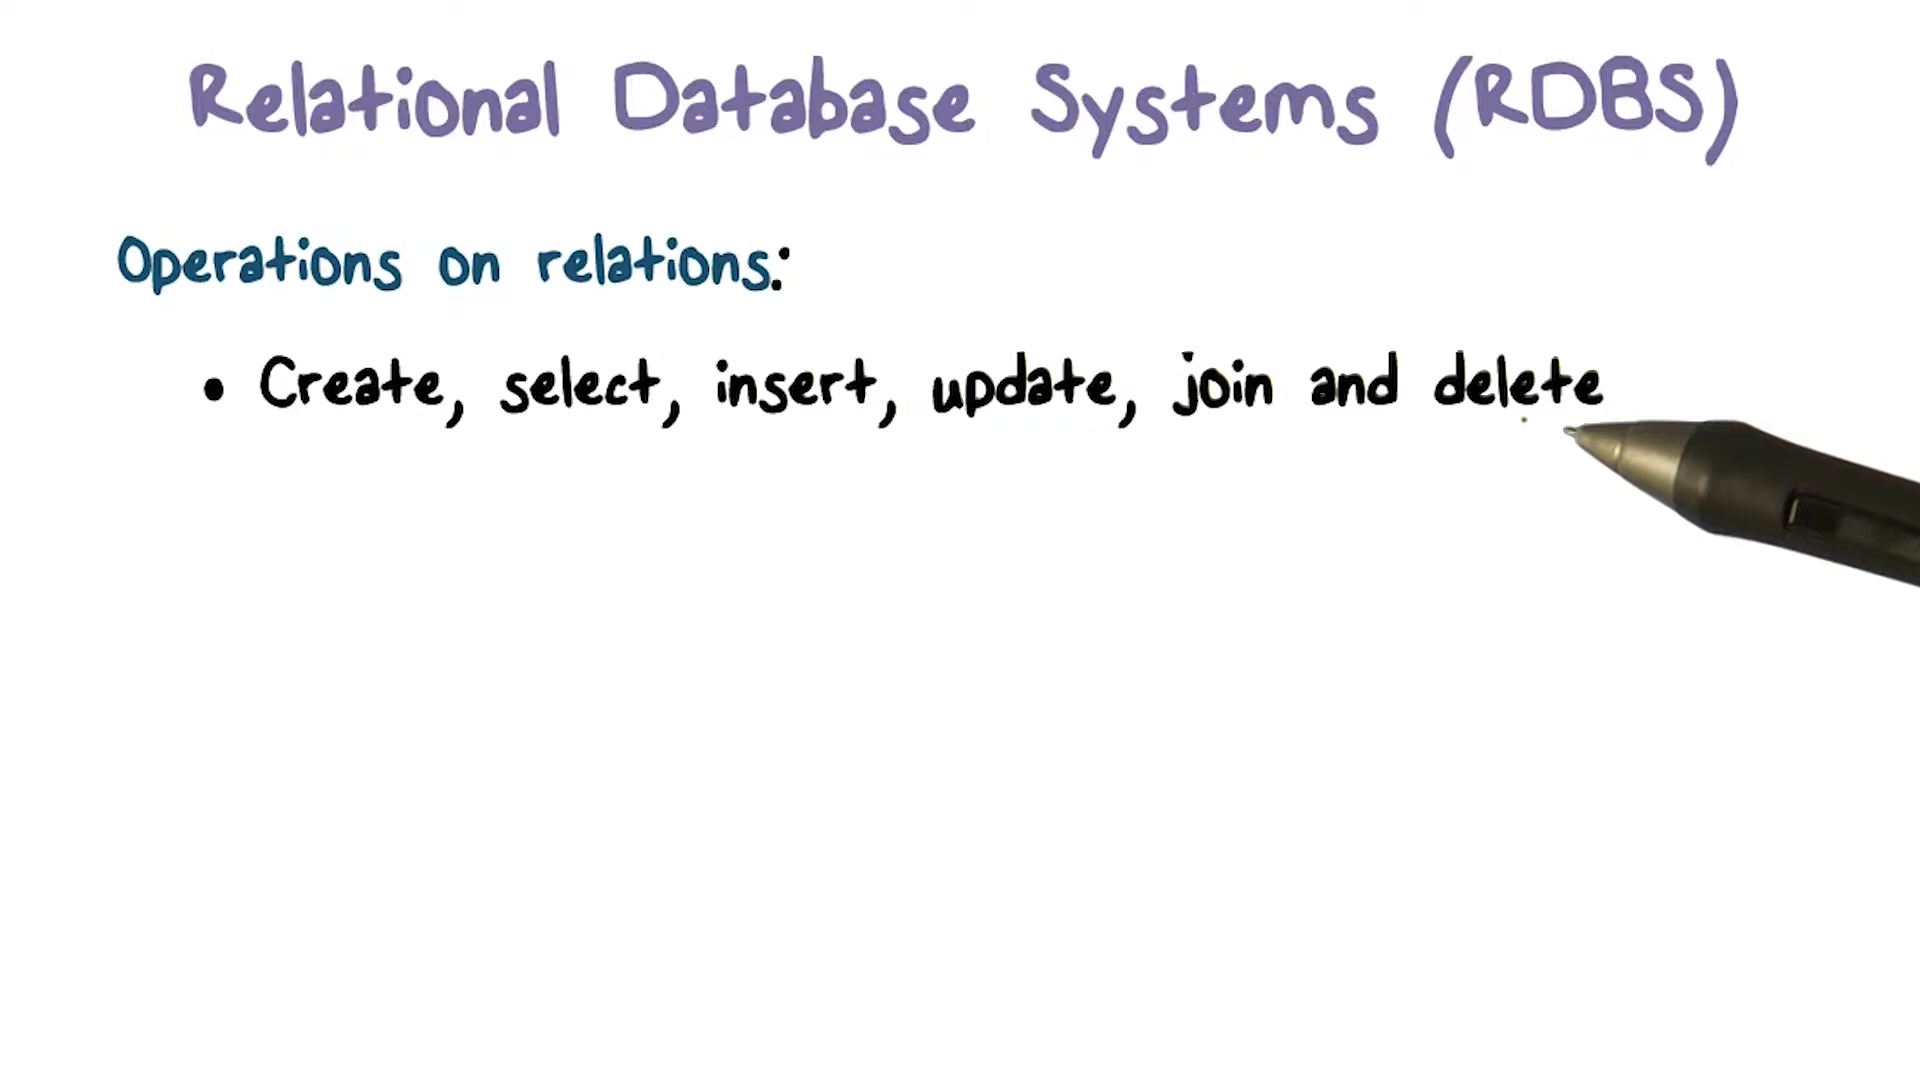 Relational Database Systems (RDBS)
Operations on relations:
• Create, select, insert, update, join and delete